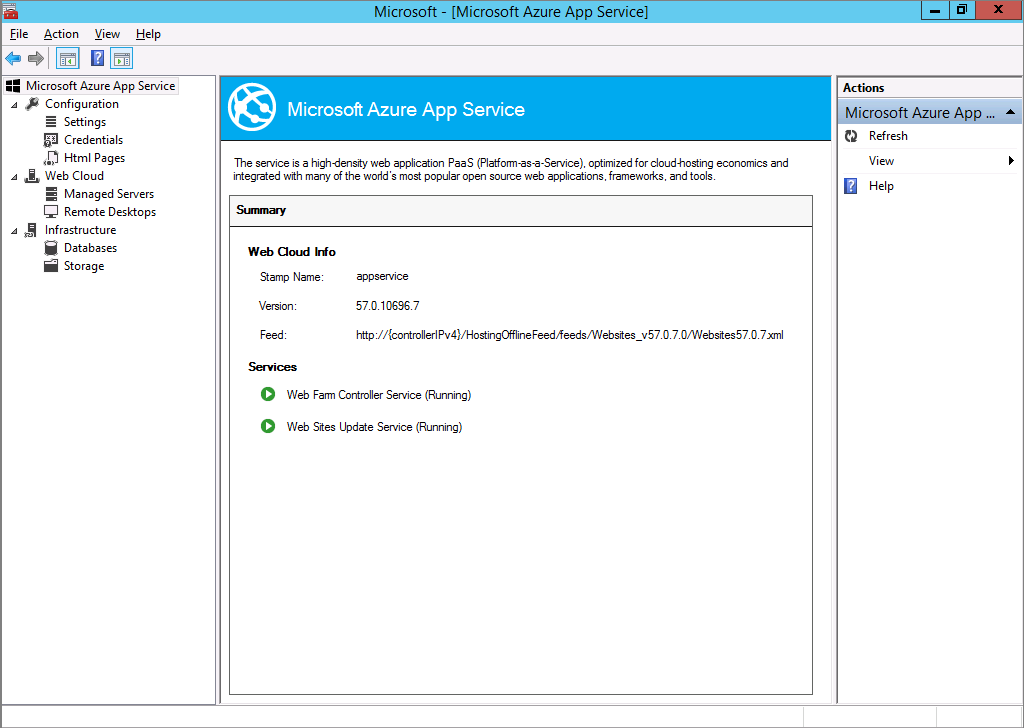 Microsoft - [Microsoft Azure App Service]
File Action View Help
Microsoft Azure App Service
Configuration
Settings
Credentials
Html Pages
Web Cloud
Managed Servers
Remote Desktops
Infrastructure
Databases
Storage
Microsoft Azure App Service
The service is a high-density web application PaaS (Platform-as-a-Service), optimized for cloud-hosting economics and
integrated with many of the world's most popular open source web applications, frameworks, and tools.
Summary
Web Cloud Info
Stamp Name: appservice
Version: 57.0.10696.7
Feed: http://{controllerIPv4}/HostingOfflineFeed/feeds/Websites_v57.0.7.0/Websites57.0.7.xml
Services
Web Farm Controller Service (Running)
Web Sites Update Service (Running)
Actions
Microsoft Azure App ...
Refresh
View
Help